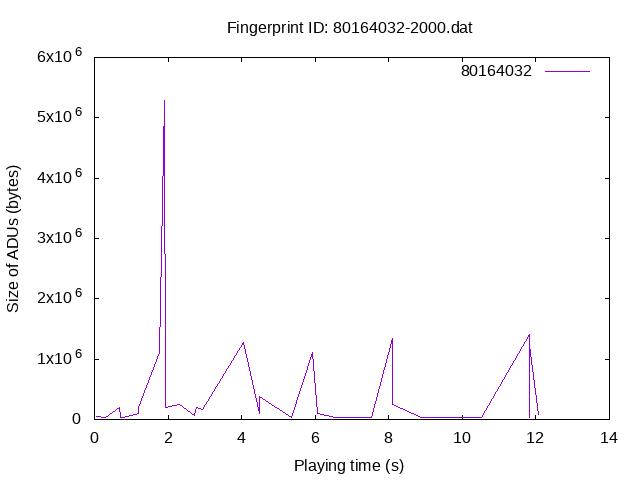 Fingerprint ID: 80164032-2000.dat
80164032
Size of ADUs (bytes)
6x10^6
5x10^6
4x10^6
3x10^6
2x10^6
1x10^6
0
0 2 4 6 8 10 12 14
Playing time (s)